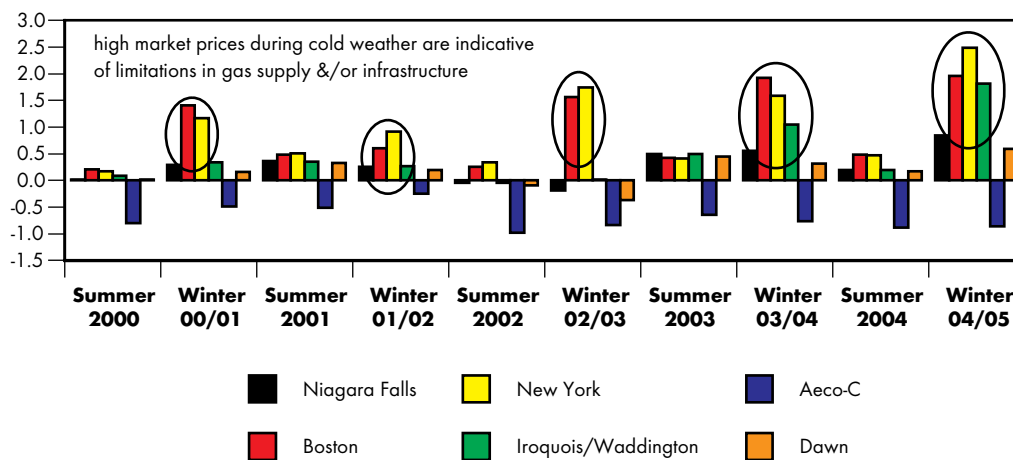 3.0
2.5
2.0
1.5
1.0
0.5
0.0
-0.5
-1.0
-1.5
high market prices during cold weather are indicative
of limitations in gas supply &/or infrastructure
Summer Winter Summer Winter Summer Winter Summer Winter Summer Winter
2000 00/01 2001 01/02 2002 02/03 2003 03/04 2004 04/05
Niagara Falls New York Aeco-C
Boston Iroquois/Waddington Dawn